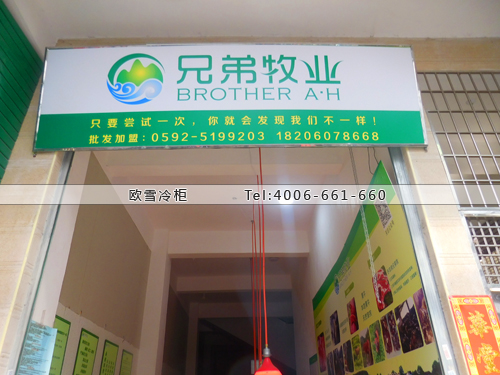 兄弟牧业
BROTHER A·H
只要尝试一次，你就会发现我们不一样！
批发加盟：0592-5199203 18206078668
欧雪冷柜 Tel:4006-661-660